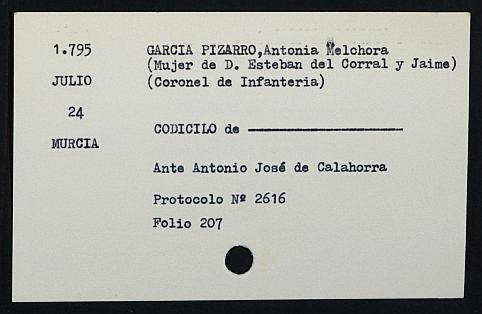 1.795 GARCIA PIZARRO,Antonia Melchora
(Mujer de D. Esteban del Corral y Jaime)
JULIO (Coronel de Infanteria)
24
CODICILO de
MURCIA
Ante Antonio José de Calahorra
Protocolo Nº 2616
Folio 207